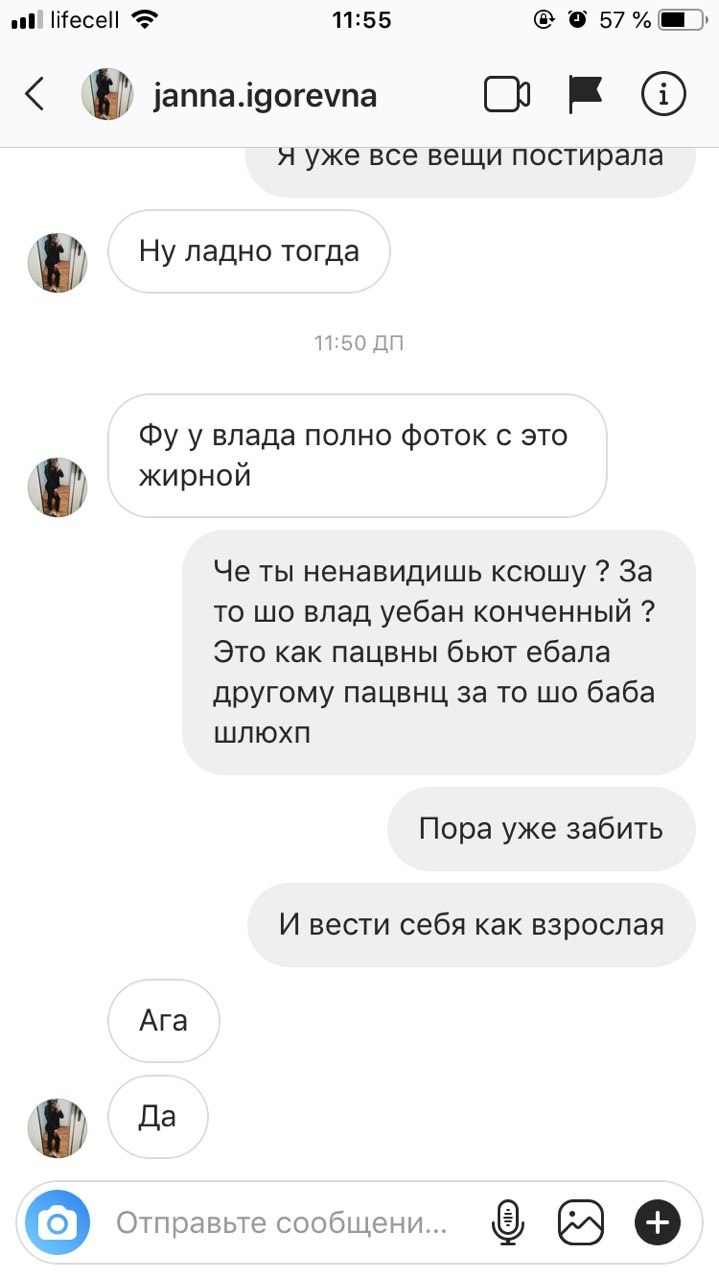 lifecell 11:55 57 %
janna.igorevna
Я уже все вещи постирала
Ну ладно тогда
11:50 ДП
Фу у влада полно фоток с это
жирной
Че ты ненавидишь ксюшу ? За
то шо влад уебан конченный ?
Это как пацвны бьют ебала
другому пацвнц за то шо баба
шлюхп
Пора уже забить
И вести себя как взрослая
Ага
Да
Отправьте сообщени...